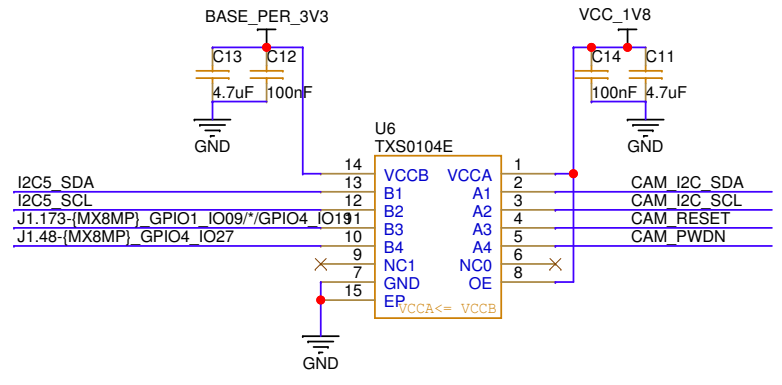 BASE_PER_3V3
VCC_1V8
C13
C12
C14
C11
4.7uF
100nF
100nF
4.7uF
GND
GND
U6
TXS0104E
14 VCCB VCCA 1
I2C5_SDA 13 B1 A1 2 CAM_I2C_SDA
I2C5_SCL 12 B2 A2 3 CAM_I2C_SCL
J1.173-{MX8MP}_GPIO1_IO09/*/GPIO4_IO19 11 B3 A3 4 CAM_RESET
J1.48-{MX8MP}_GPIO4_IO27 10 B4 A4 5 CAM_PWDN
9 NC1 NC0 6
7 GND OE 8
15 EP
VCCA<= VCCB
GND